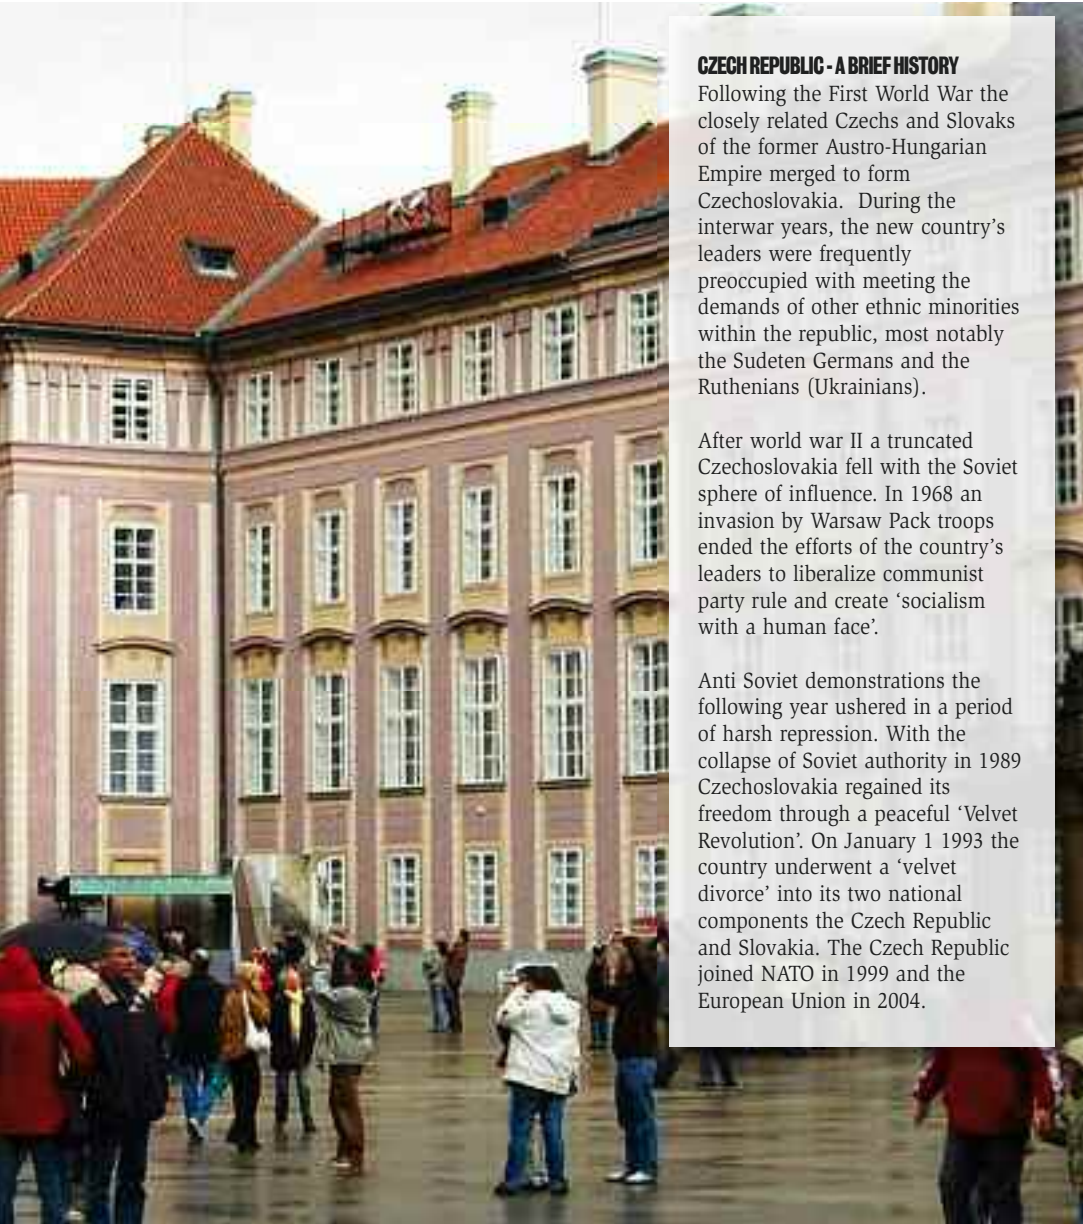 CZECH REPUBLIC - A BRIEF HISTORY
Following the First World War the
closely related Czechs and Slovaks
of the former Austro-Hungarian
Empire merged to form
Czechoslovakia.  During the
interwar years, the new country’s
leaders were frequently
preoccupied with meeting the
demands of other ethnic minorities
within the republic, most notably
the Sudeten Germans and the
Ruthenians (Ukrainians).

After world war II a truncated
Czechoslovakia fell with the Soviet
sphere of influence. In 1968 an
invasion by Warsaw Pack troops
ended the efforts of the country’s
leaders to liberalize communist
party rule and create ‘socialism
with a human face’.

Anti Soviet demonstrations the
following year ushered in a period
of harsh repression. With the
collapse of Soviet authority in 1989
Czechoslovakia regained its
freedom through a peaceful ‘Velvet
Revolution’. On January 1 1993 the
country underwent a ‘velvet
divorce’ into its two national
components the Czech Republic
and Slovakia. The Czech Republic
joined NATO in 1999 and the
European Union in 2004.